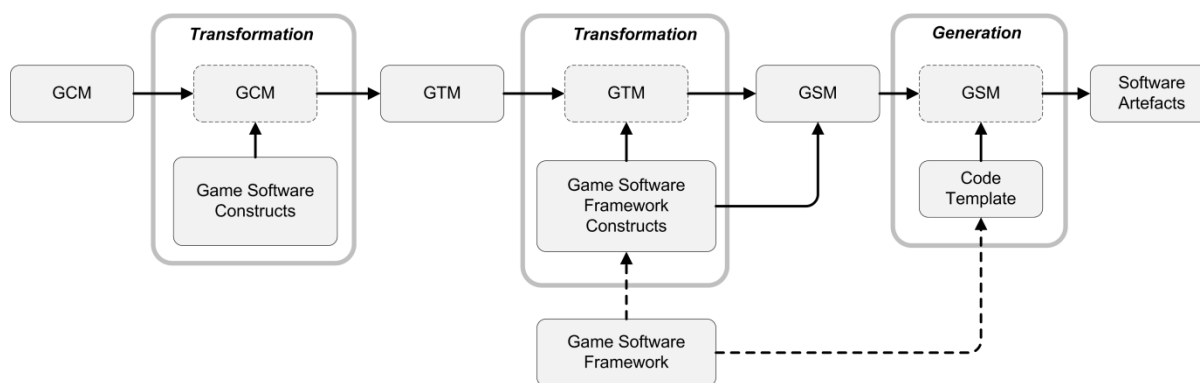 Transformation
Transformation
Generation
GCM
GCM
GTM
GTM
GSM
GSM
Software
Artefacts
Game Software
Constructs
Game Software
Framework
Constructs
Code
Template
Game Software
Framework